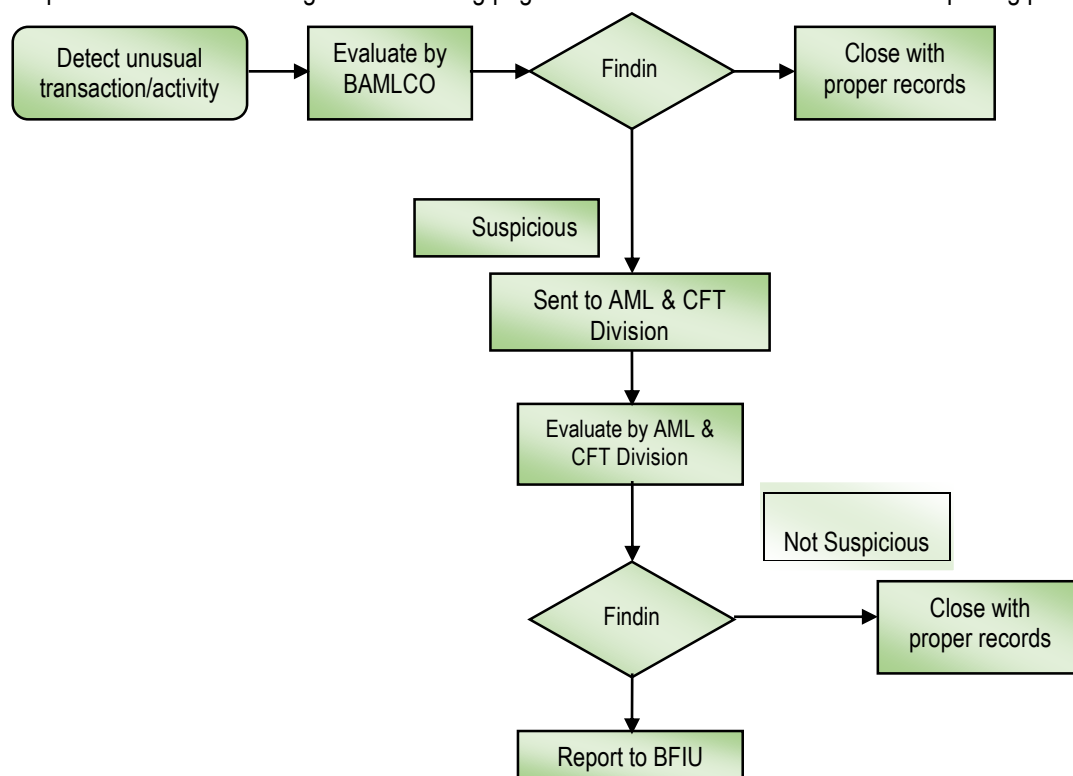 Detect unusual
transaction/activity
Evaluate by
BAMLCO
Findin
Close with
proper records
Suspicious
Sent to AML & CFT
Division
Evaluate by AML &
CFT Division
Not Suspicious
Findin
Close with
proper records
Report to BFIU